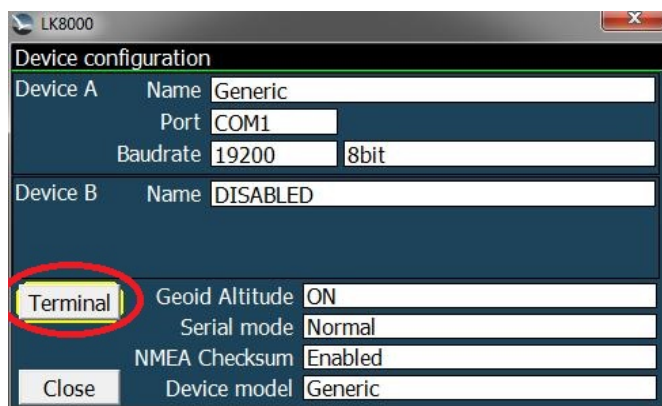 LK8000
X
Device configuration
Device A Name Generic
Port COM1
Baudrate 19200 8bit
Device B Name DISABLED
Terminal Geoid Altitude ON
Serial mode Normal
NMEA Checksum Enabled
Close Device model Generic